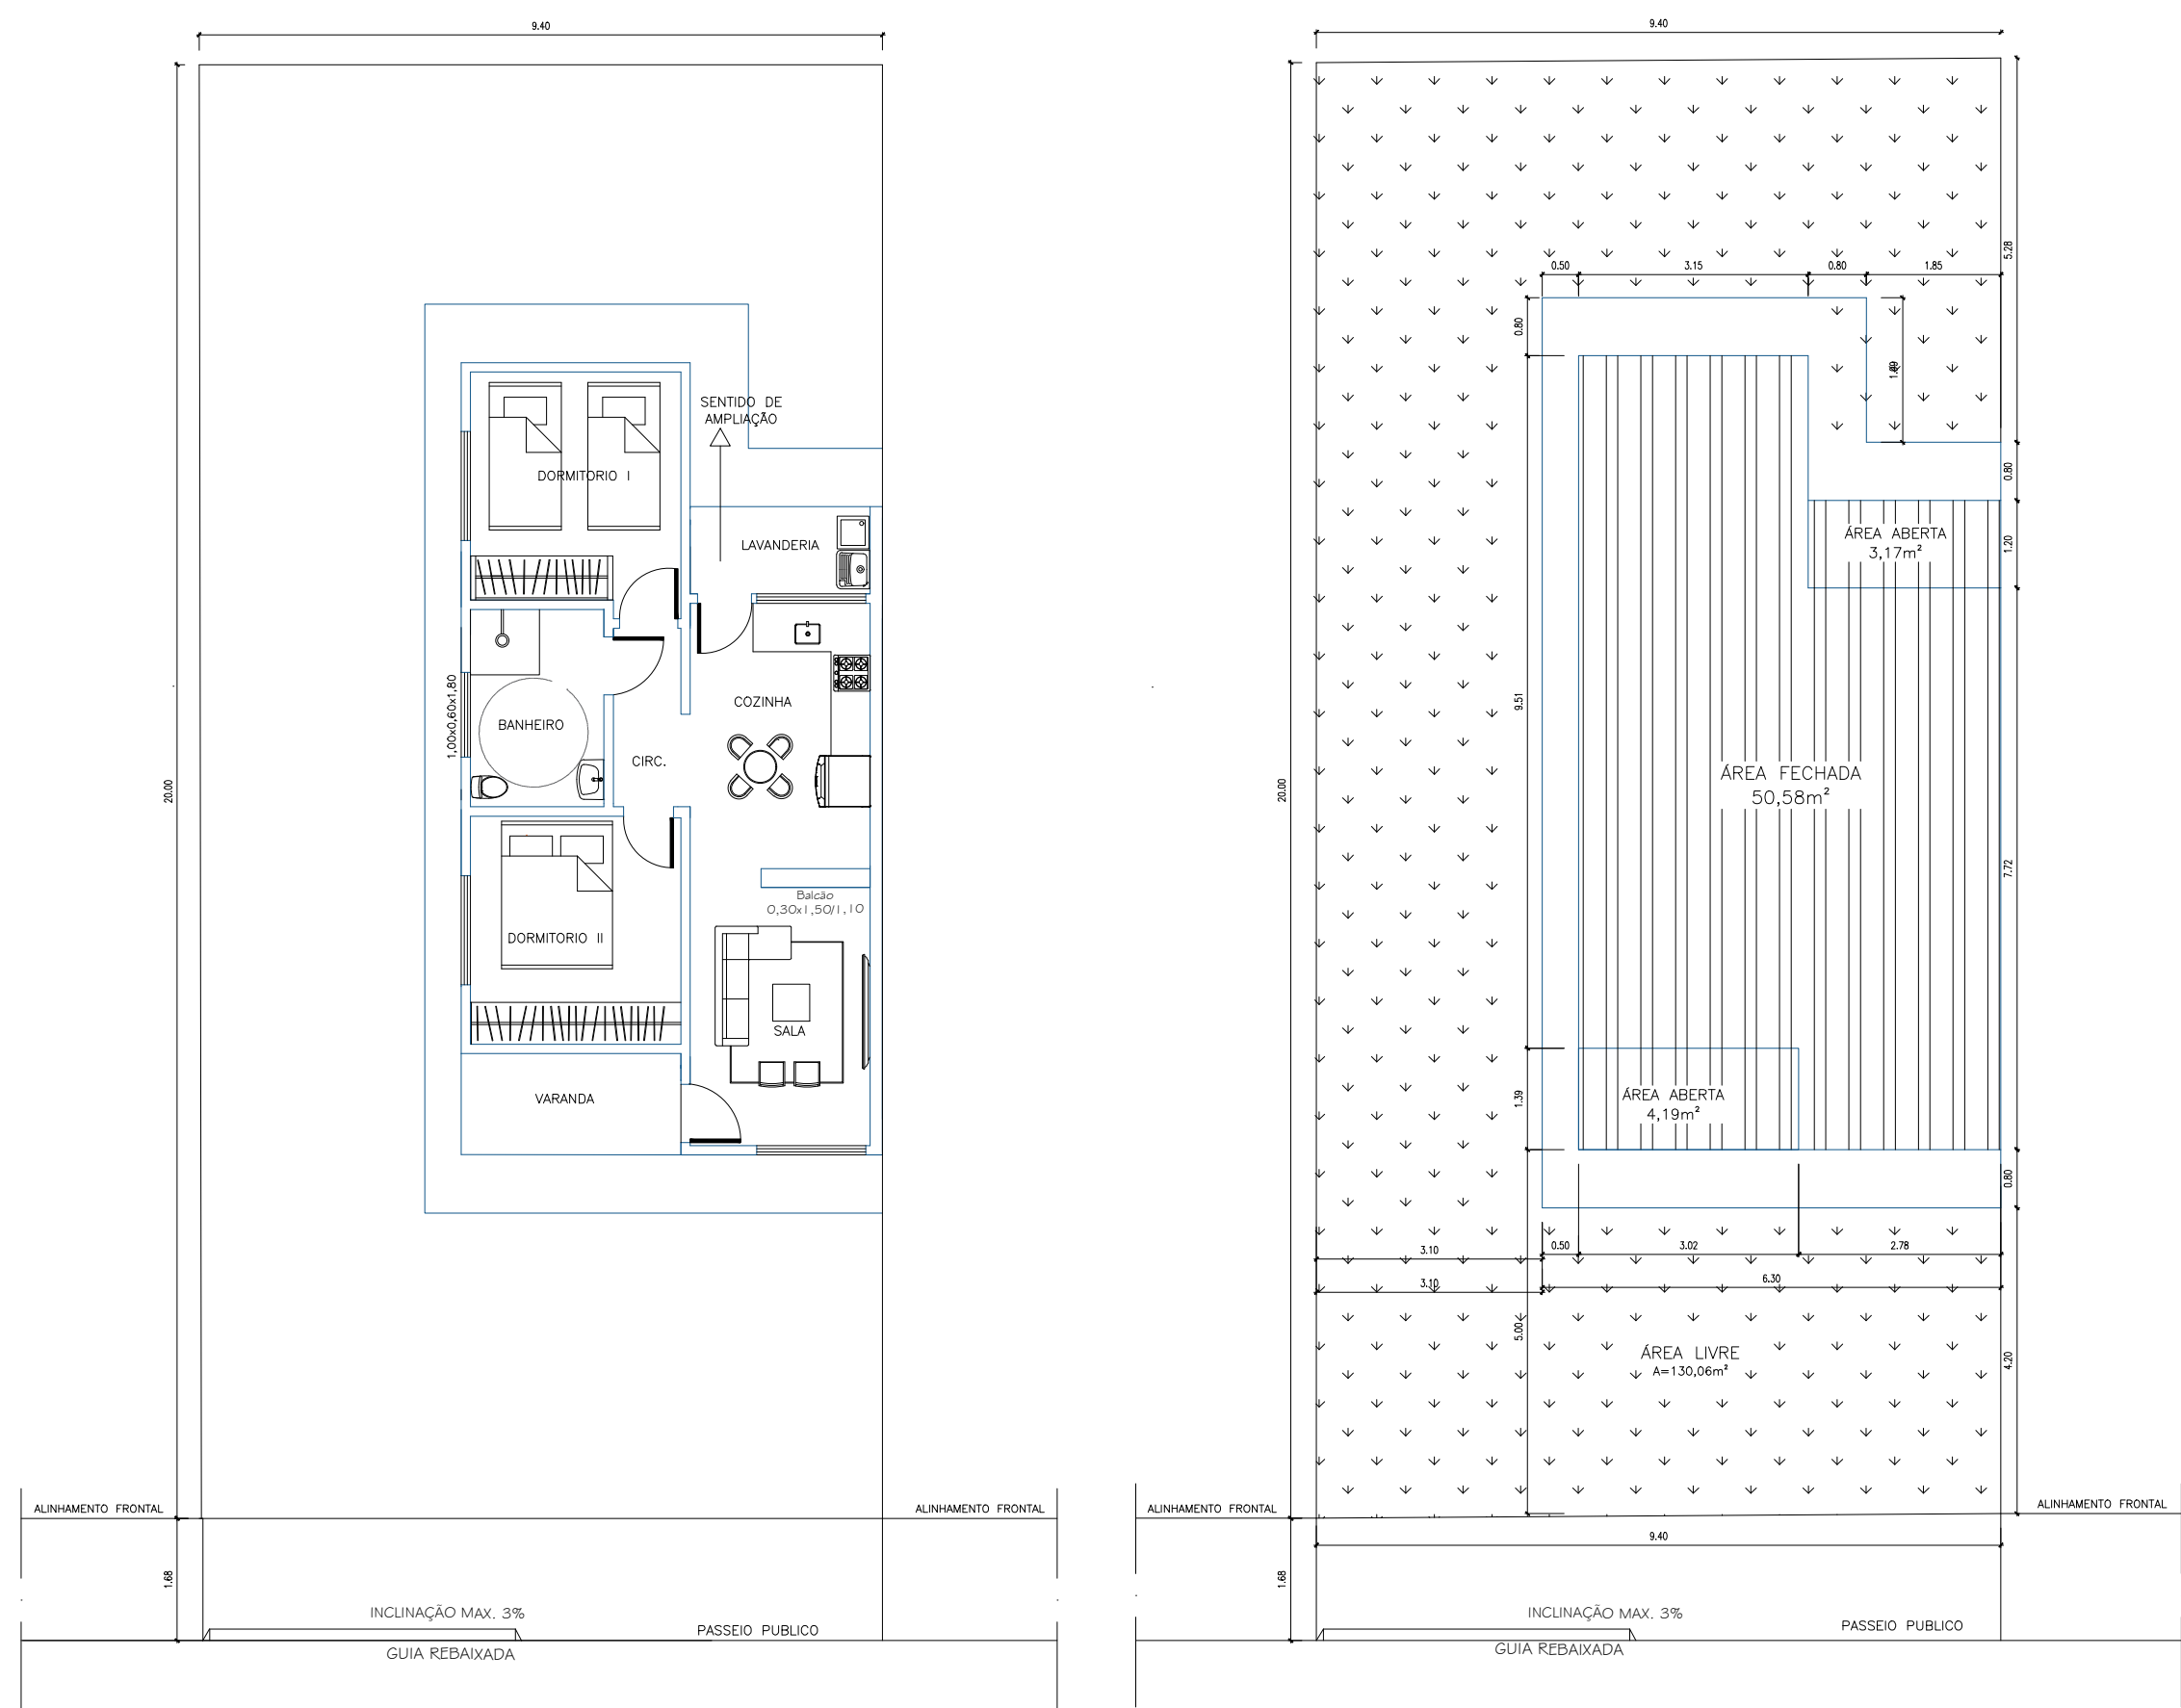 9.40
SENTIDO DE
AMPLIAÇÃO
DORMITORIO I
LAVANDERIA
COZINHA
1,00x0,60x1,80
BANHEIRO
CIRC.
20.00
Balcão
0,30x1,50/1,10
DORMITORIO II
SALA
VARANDA
ALINHAMENTO FRONTAL
ALINHAMENTO FRONTAL
1.68
INCLINAÇÃO MAX. 3%
PASSEIO PUBLICO
GUIA REBAIXADA
9.40
5.28
0.50
3.15
0.80
1.85
0.80
0.80
ÁREA ABERTA
3,17m²
1.20
9.51
ÁREA FECHADA
50,58m²
20.00
7.72
1.39
ÁREA ABERTA
4,19m²
0.80
3.10
0.50
3.02
2.78
3.10
6.30
5.00
ÁREA LIVRE
A=130,06m²
4.20
ALINHAMENTO FRONTAL
ALINHAMENTO FRONTAL
9.40
1.68
INCLINAÇÃO MAX. 3%
PASSEIO PUBLICO
GUIA REBAIXADA